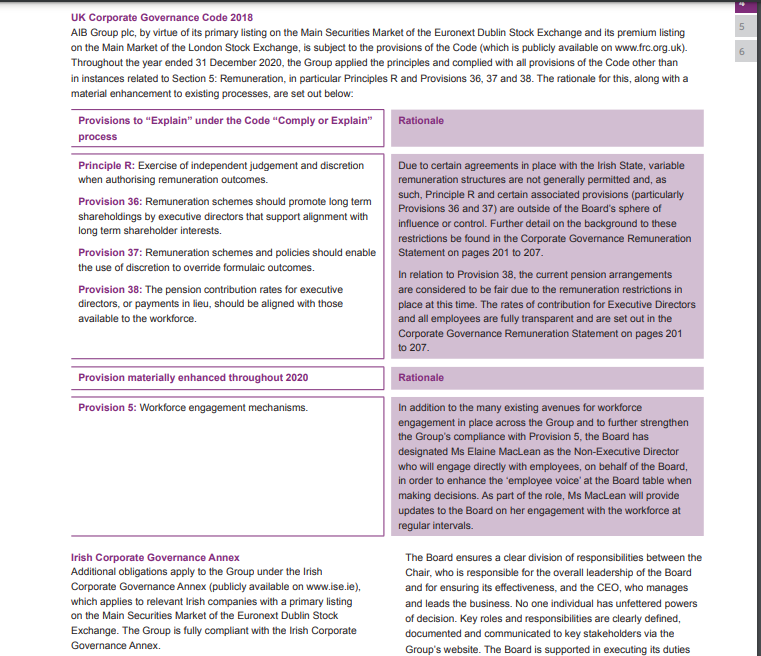 UK Corporate Governance Code 2018
AIB Group plc, by virtue of its primary listing on the Main Securities Market of the Euronext Dublin Stock Exchange and its premium listing
on the Main Market of the London Stock Exchange, is subject to the provisions of the Code (which is publicly available on www.frc.org.uk).
Throughout the year ended 31 December 2020, the Group applied the principles and complied with all provisions of the Code other than
in instances related to Section 5: Remuneration, in particular Principles R and Provisions 36, 37 and 38. The rationale for this, along with a
material enhancement to existing processes, are set out below:
Provisions to “Explain” under the Code “Comply or Explain”
process
Rationale
Principle R: Exercise of independent judgement and discretion
when authorising remuneration outcomes.
Provision 36: Remuneration schemes should promote long term
shareholdings by executive directors that support alignment with
long term shareholder interests.
Provision 37: Remuneration schemes and policies should enable
the use of discretion to override formulaic outcomes.
Provision 38: The pension contribution rates for executive
directors, or payments in lieu, should be aligned with those
available to the workforce.
Due to certain agreements in place with the Irish State, variable
remuneration structures are not generally permitted and, as
such, Principle R and certain associated provisions (particularly
Provisions 36 and 37) are outside of the Board’s sphere of
influence or control. Further detail on the background to these
restrictions be found in the Corporate Governance Remuneration
Statement on pages 201 to 207.
In relation to Provision 38, the current pension arrangements
are considered to be fair due to the remuneration restrictions in
place at this time. The rates of contribution for Executive Directors
and all employees are fully transparent and are set out in the
Corporate Governance Remuneration Statement on pages 201
to 207.
Provision materially enhanced throughout 2020
Rationale
Provision 5: Workforce engagement mechanisms.
In addition to the many existing avenues for workforce
engagement in place across the Group and to further strengthen
the Group’s compliance with Provision 5, the Board has
designated Ms Elaine MacLean as the Non-Executive Director
who will engage directly with employees, on behalf of the Board,
in order to enhance the ‘employee voice’ at the Board table when
making decisions. As part of the role, Ms MacLean will provide
updates to the Board on her engagement with the workforce at
regular intervals.
Irish Corporate Governance Annex
Additional obligations apply to the Group under the Irish
Corporate Governance Annex (publicly available on www.ise.ie),
which applies to relevant Irish companies with a primary listing
on the Main Securities Market of the Euronext Dublin Stock
Exchange. The Group is fully compliant with the Irish Corporate
Governance Annex.
The Board ensures a clear division of responsibilities between the
Chair, who is responsible for the overall leadership of the Board
and for ensuring its effectiveness, and the CEO, who manages
and leads the business. No one individual has unfettered powers
of decision. Key roles and responsibilities are clearly defined,
documented and communicated to key stakeholders via the
Group’s website. The Board is supported in executing its duties
5
6